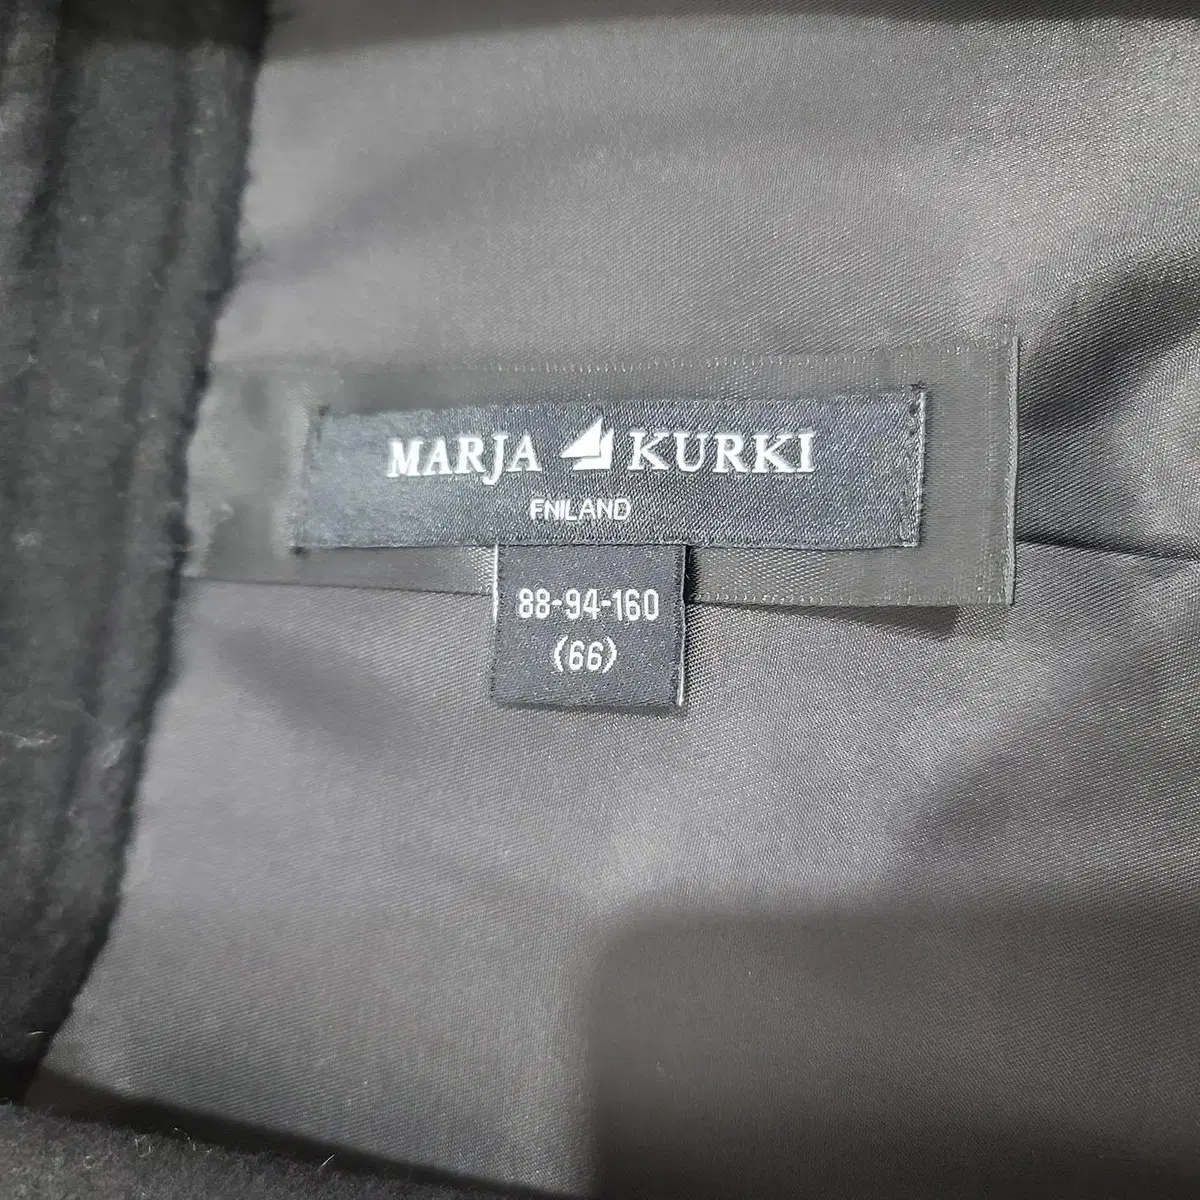 MARJA KURKI
FNILAND
88-94-160
(66)